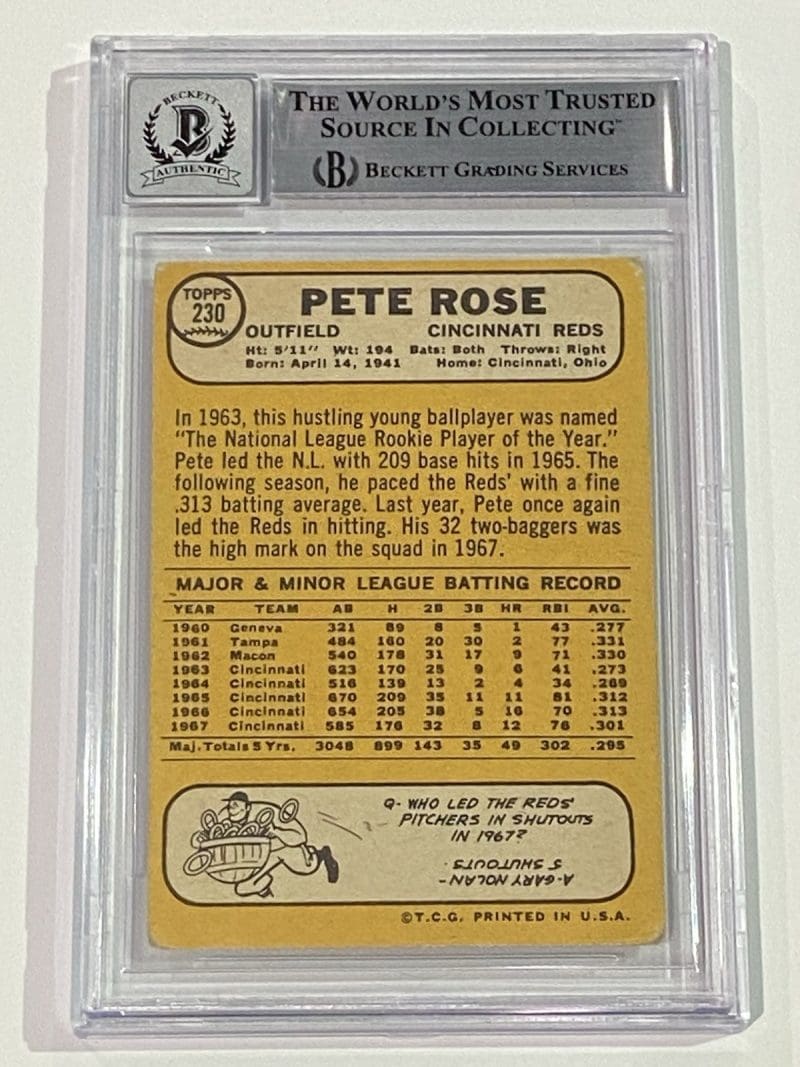 BECKETT
B
AUTHENTIC
THE WORLD'S MOST TRUSTED
SOURCE IN COLLECTING™
B BECKETT GRADING SERVICES
TOPPS
230
PETE ROSE
OUTFIELD CINCINNATI REDS
Ht: 5'11" Wt: 194 Bats: Both Throws: Right
Born: April 14, 1941 Home: Cincinnati, Ohio
In 1963, this hustling young ballplayer was named
"The National League Rookie Player of the Year."
Pete led the N.L. with 209 base hits in 1965. The
following season, he paced the Reds' with a fine
.313 batting average. Last year, Pete once again
led the Reds in hitting. His 32 two-baggers was
the high mark on the squad in 1967.
MAJOR & MINOR LEAGUE BATTING RECORD
YEAR TEAM AB H 2B 3B HR RBI AVG.
1960 Geneva 321 89 8 5 1 43 .277
1961 Tampa 484 160 20 30 2 77 .331
1962 Macon 540 178 31 17 9 71 .330
1963 Cincinnati 623 170 25 9 6 41 .273
1964 Cincinnati 516 139 13 2 4 34 .269
1965 Cincinnati 670 209 35 11 11 81 .312
1966 Cincinnati 654 205 38 5 16 70 .313
1967 Cincinnati 585 176 32 8 12 76 .301
Maj. Totals 5 Yrs. 3048 899 143 35 49 302 .295
Q- WHO LED THE REDS'
PITCHERS IN SHUTOUTS
IN 1967?
A-GARY NOLAN-
5 SHUTOUTS.
©T.C.G. PRINTED IN U.S.A.